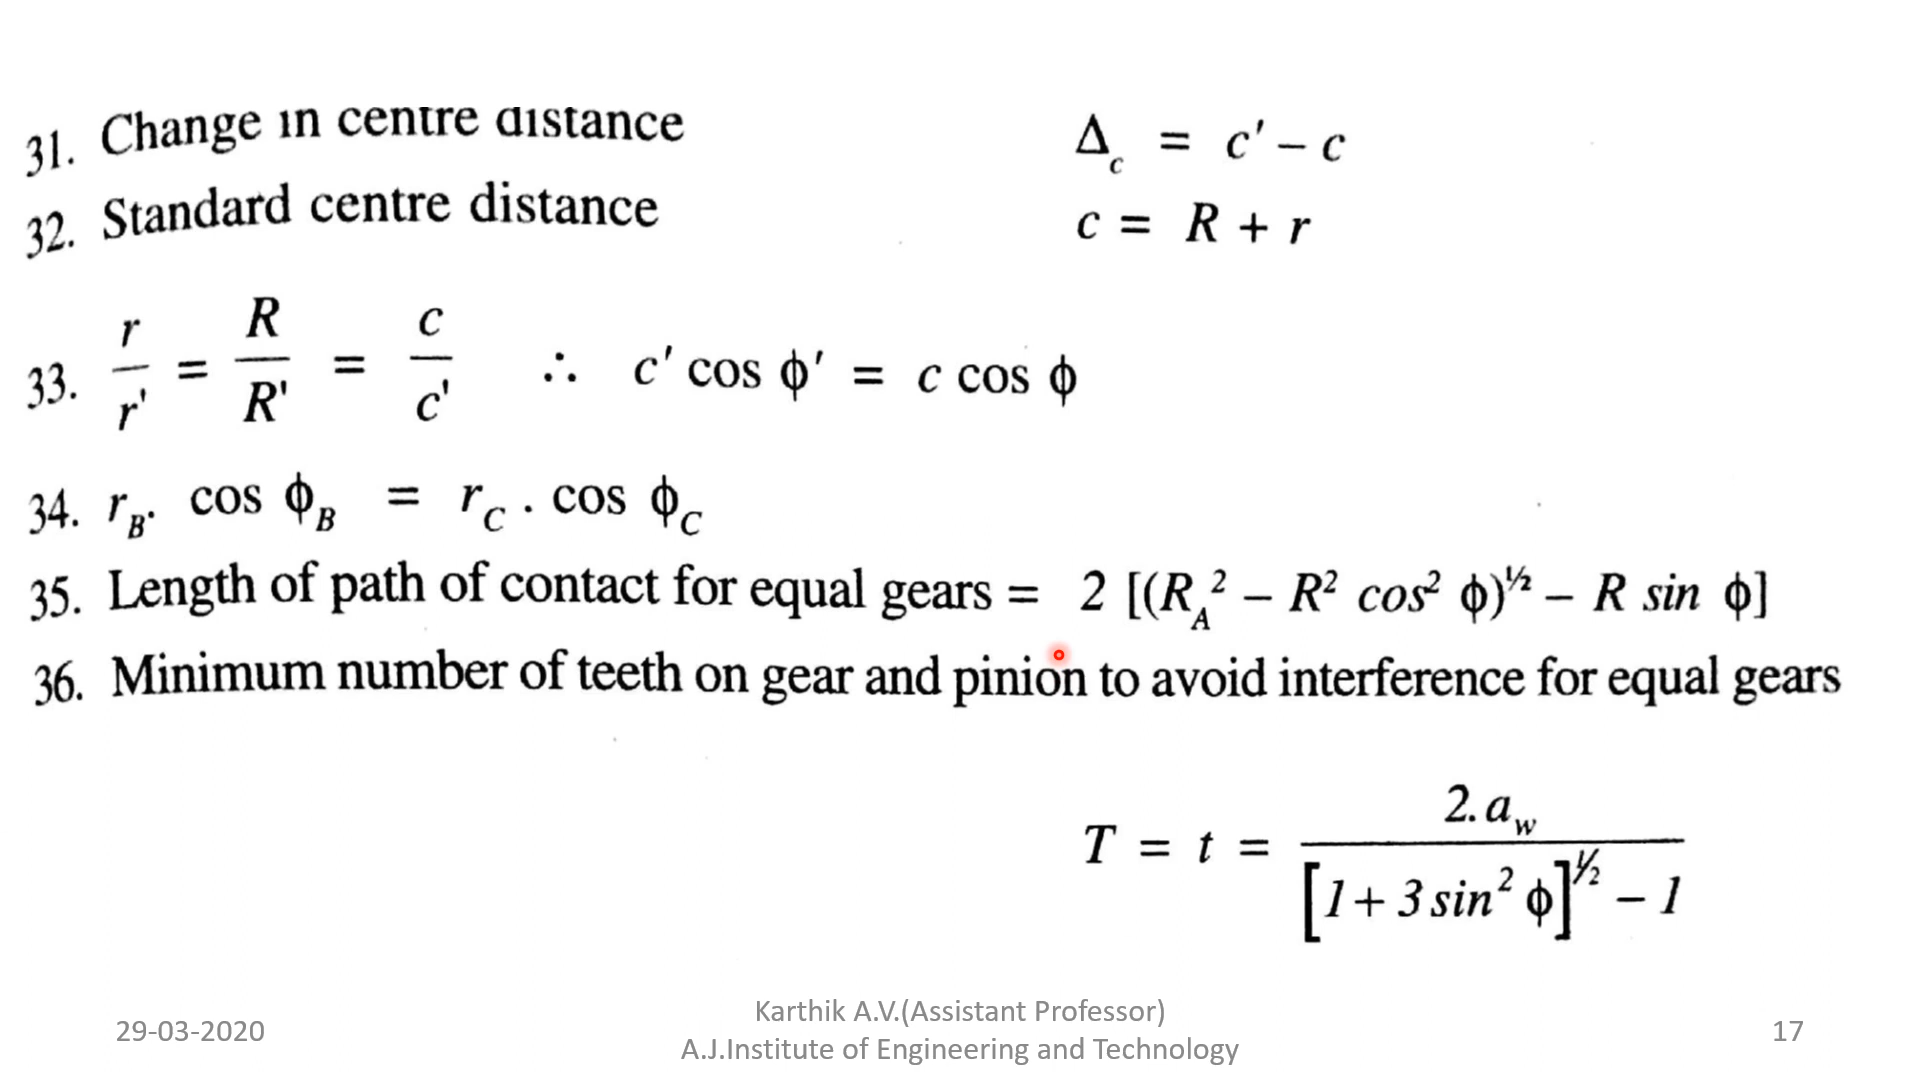 31. Change in centre distance Δc = c' – c
32. Standard centre distance c = R + r
33. r/r' = R/R' = c/c' ∴ c' cos ϕ' = c cos ϕ
34. rB. cos ϕB = rC . cos ϕC
35. Length of path of contact for equal gears = 2 [(RA² – R² cos² ϕ)^½ – R sin ϕ]
36. Minimum number of teeth on gear and pinion to avoid interference for equal gears
T = t = 2. aw / [1 + 3 sin² ϕ]^½ – 1
29-03-2020
Karthik A.V.(Assistant Professor)
A.J.Institute of Engineering and Technology
17